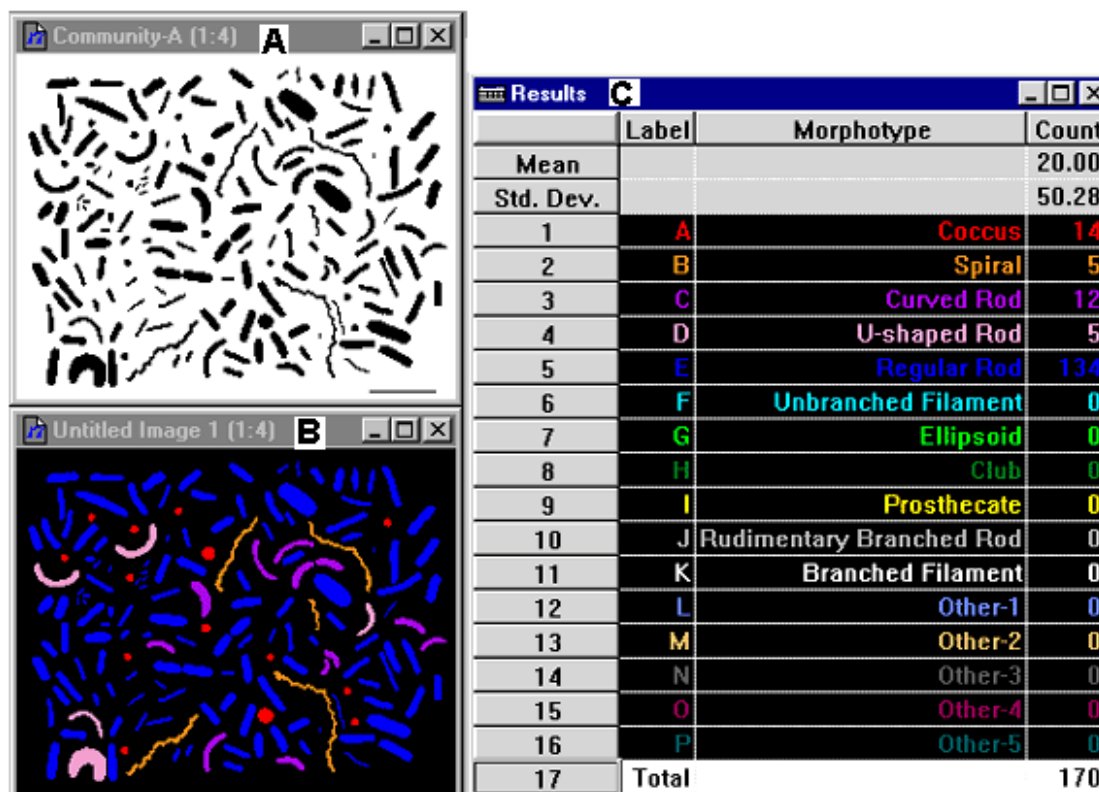 Community-A (1:4) A
Results C
Label Morphotype Count
Mean 20.00
Std. Dev. 50.28
1 A Coccus 14
2 B Spiral 5
3 C Curved Rod 12
4 D U-shaped Rod 5
5 E Regular Rod 134
6 F Unbranched Filament 0
7 G Ellipsoid 0
8 H Club 0
9 I Prosthecate 0
10 J Rudimentary Branched Rod 0
11 K Branched Filament 0
12 L Other-1 0
13 M Other-2 0
14 N Other-3 0
15 O Other-4 0
16 P Other-5 0
17 Total 170
Untitled Image 1 (1:4) B